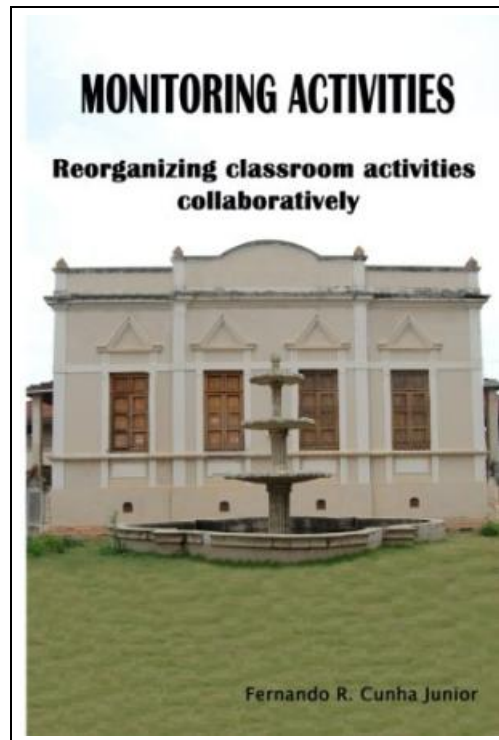 MONITORING ACTIVITIES
Reorganizing classroom activities
collaboratively
Fernando R. Cunha Junior